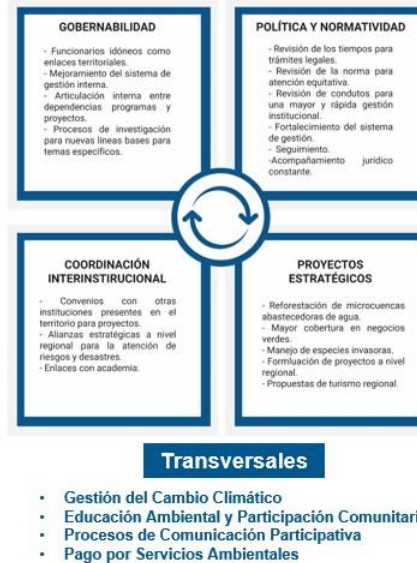 GOBERNABILIDAD
- Funcionarios idóneos como
enlaces territoriales.
- Mejoramiento del sistema de
gestión interna.
- Articulación interna entre
dependencias programas y
proyectos.
- Procesos de investigación
para nuevas líneas bases para
temas específicos.
POLÍTICA Y NORMATIVIDAD
- Revisión de los tiempos para
trámites legales.
- Revisión de la norma para
atención equitativa.
- Revisión de condutos para
una mayor y rápida gestión
institucional.
- Fortalecimiento del sistema
de gestión.
- Seguimiento.
-Acompañamiento jurídico
constante.
COORDINACIÓN
INTERINSTIRUCIONAL
- Convenios con otras
instituciones presentes en el
territorio para proyectos.
- Alianzas estratégicas a nivel
regional para la atención de
riesgos y desastres.
- Enlaces con academia.
PROYECTOS
ESTRATÉGICOS
- Reforestación de microcuencas
abastecedoras de agua.
- Mayor cobertura en negocios
verdes.
- Manejo de especies invasoras.
- Formluación de proyectos a nivel
regional.
- Propuestas de turismo regional.
Transversales
• Gestión del Cambio Climático
• Educación Ambiental y Participación Comunitari
• Procesos de Comunicación Participativa
• Pago por Servicios Ambientales